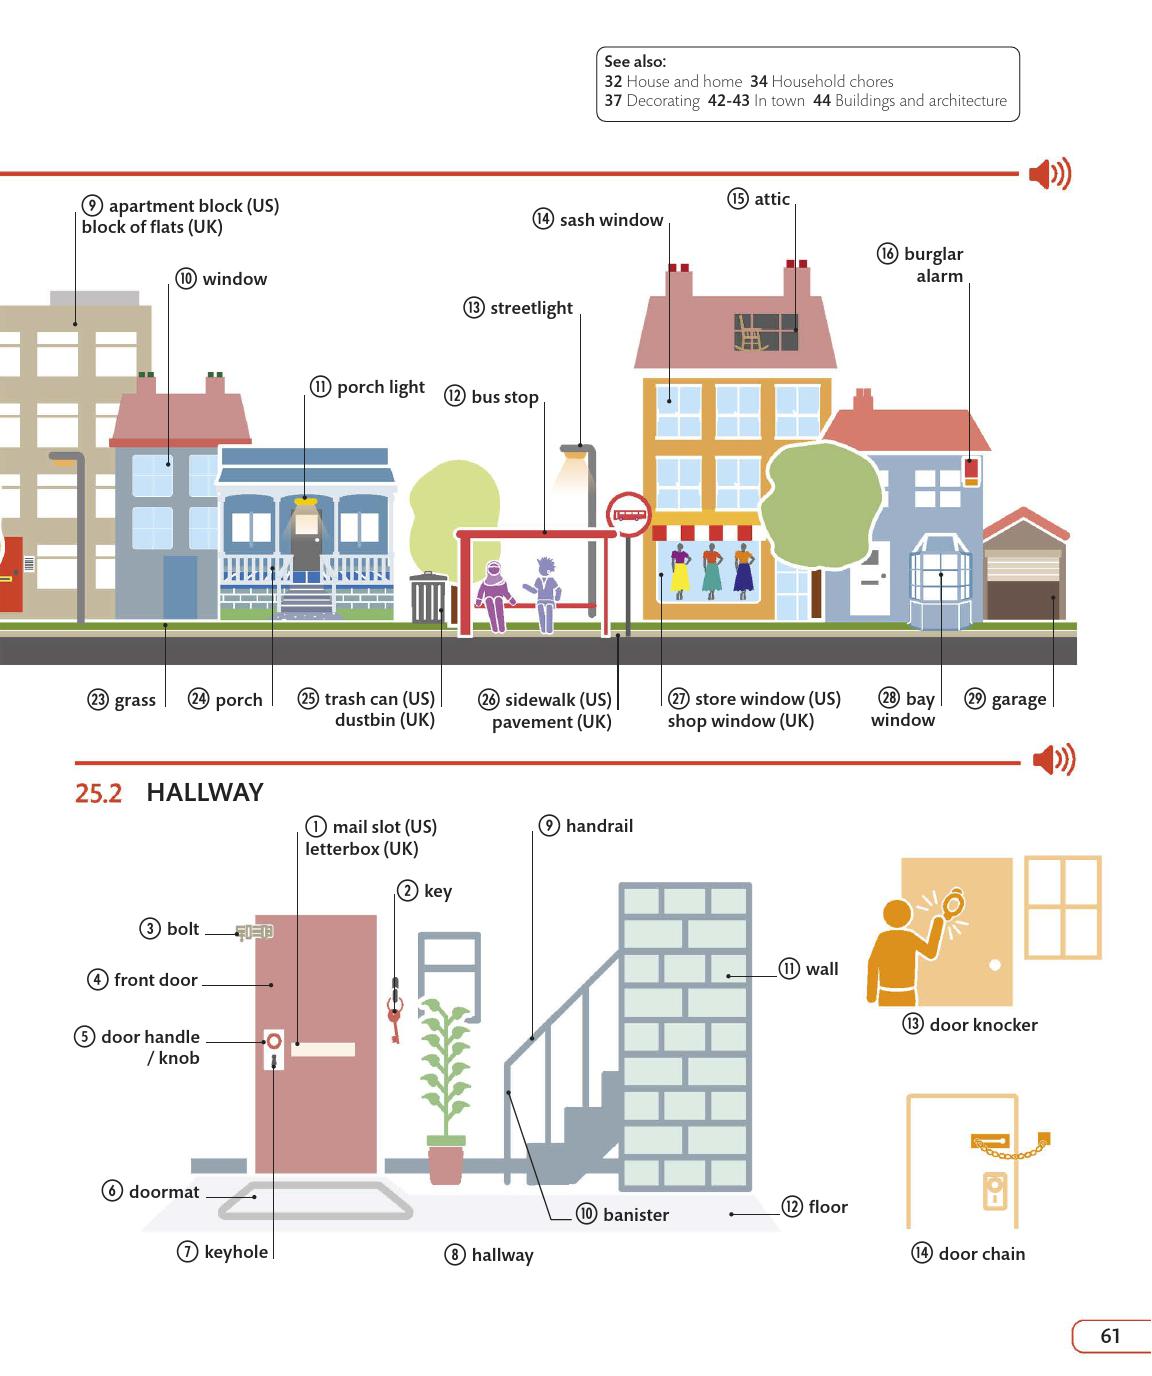 See also:
32 House and home 34 Household chores
37 Decorating 42-43 In town 44 Buildings and architecture
9 apartment block (US)
block of flats (UK)
10 window
11 porch light
12 bus stop
13 streetlight
14 sash window
15 attic
16 burglar
alarm
23 grass
24 porch
25 trash can (US)
dustbin (UK)
26 sidewalk (US)
pavement (UK)
27 store window (US)
shop window (UK)
28 bay
window
29 garage
25.2 HALLWAY
1 mail slot (US)
letterbox (UK)
2 key
3 bolt
4 front door
5 door handle
/ knob
6 doormat
7 keyhole
8 hallway
9 handrail
10 banister
11 wall
12 floor
13 door knocker
14 door chain
61